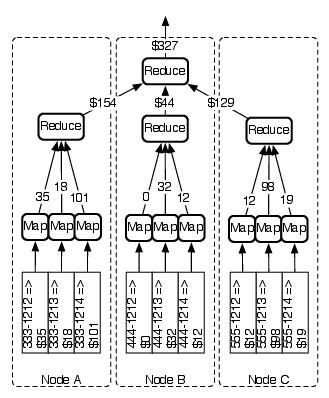 $327
Reduce
$154
$44
$129
Reduce
Reduce
Reduce
35
18
101
0
32
12
12
98
19
Map
Map
Map
Map
Map
Map
Map
Map
Map
333-1212 =>
$35
333-1213 =>
$18
333-1214 =>
$101
444-1212 =>
$0
444-1213 =>
$32
444-1214 =>
$12
555-1212 =>
$12
555-1213 =>
$98
555-1214 =>
$19
Node A
Node B
Node C